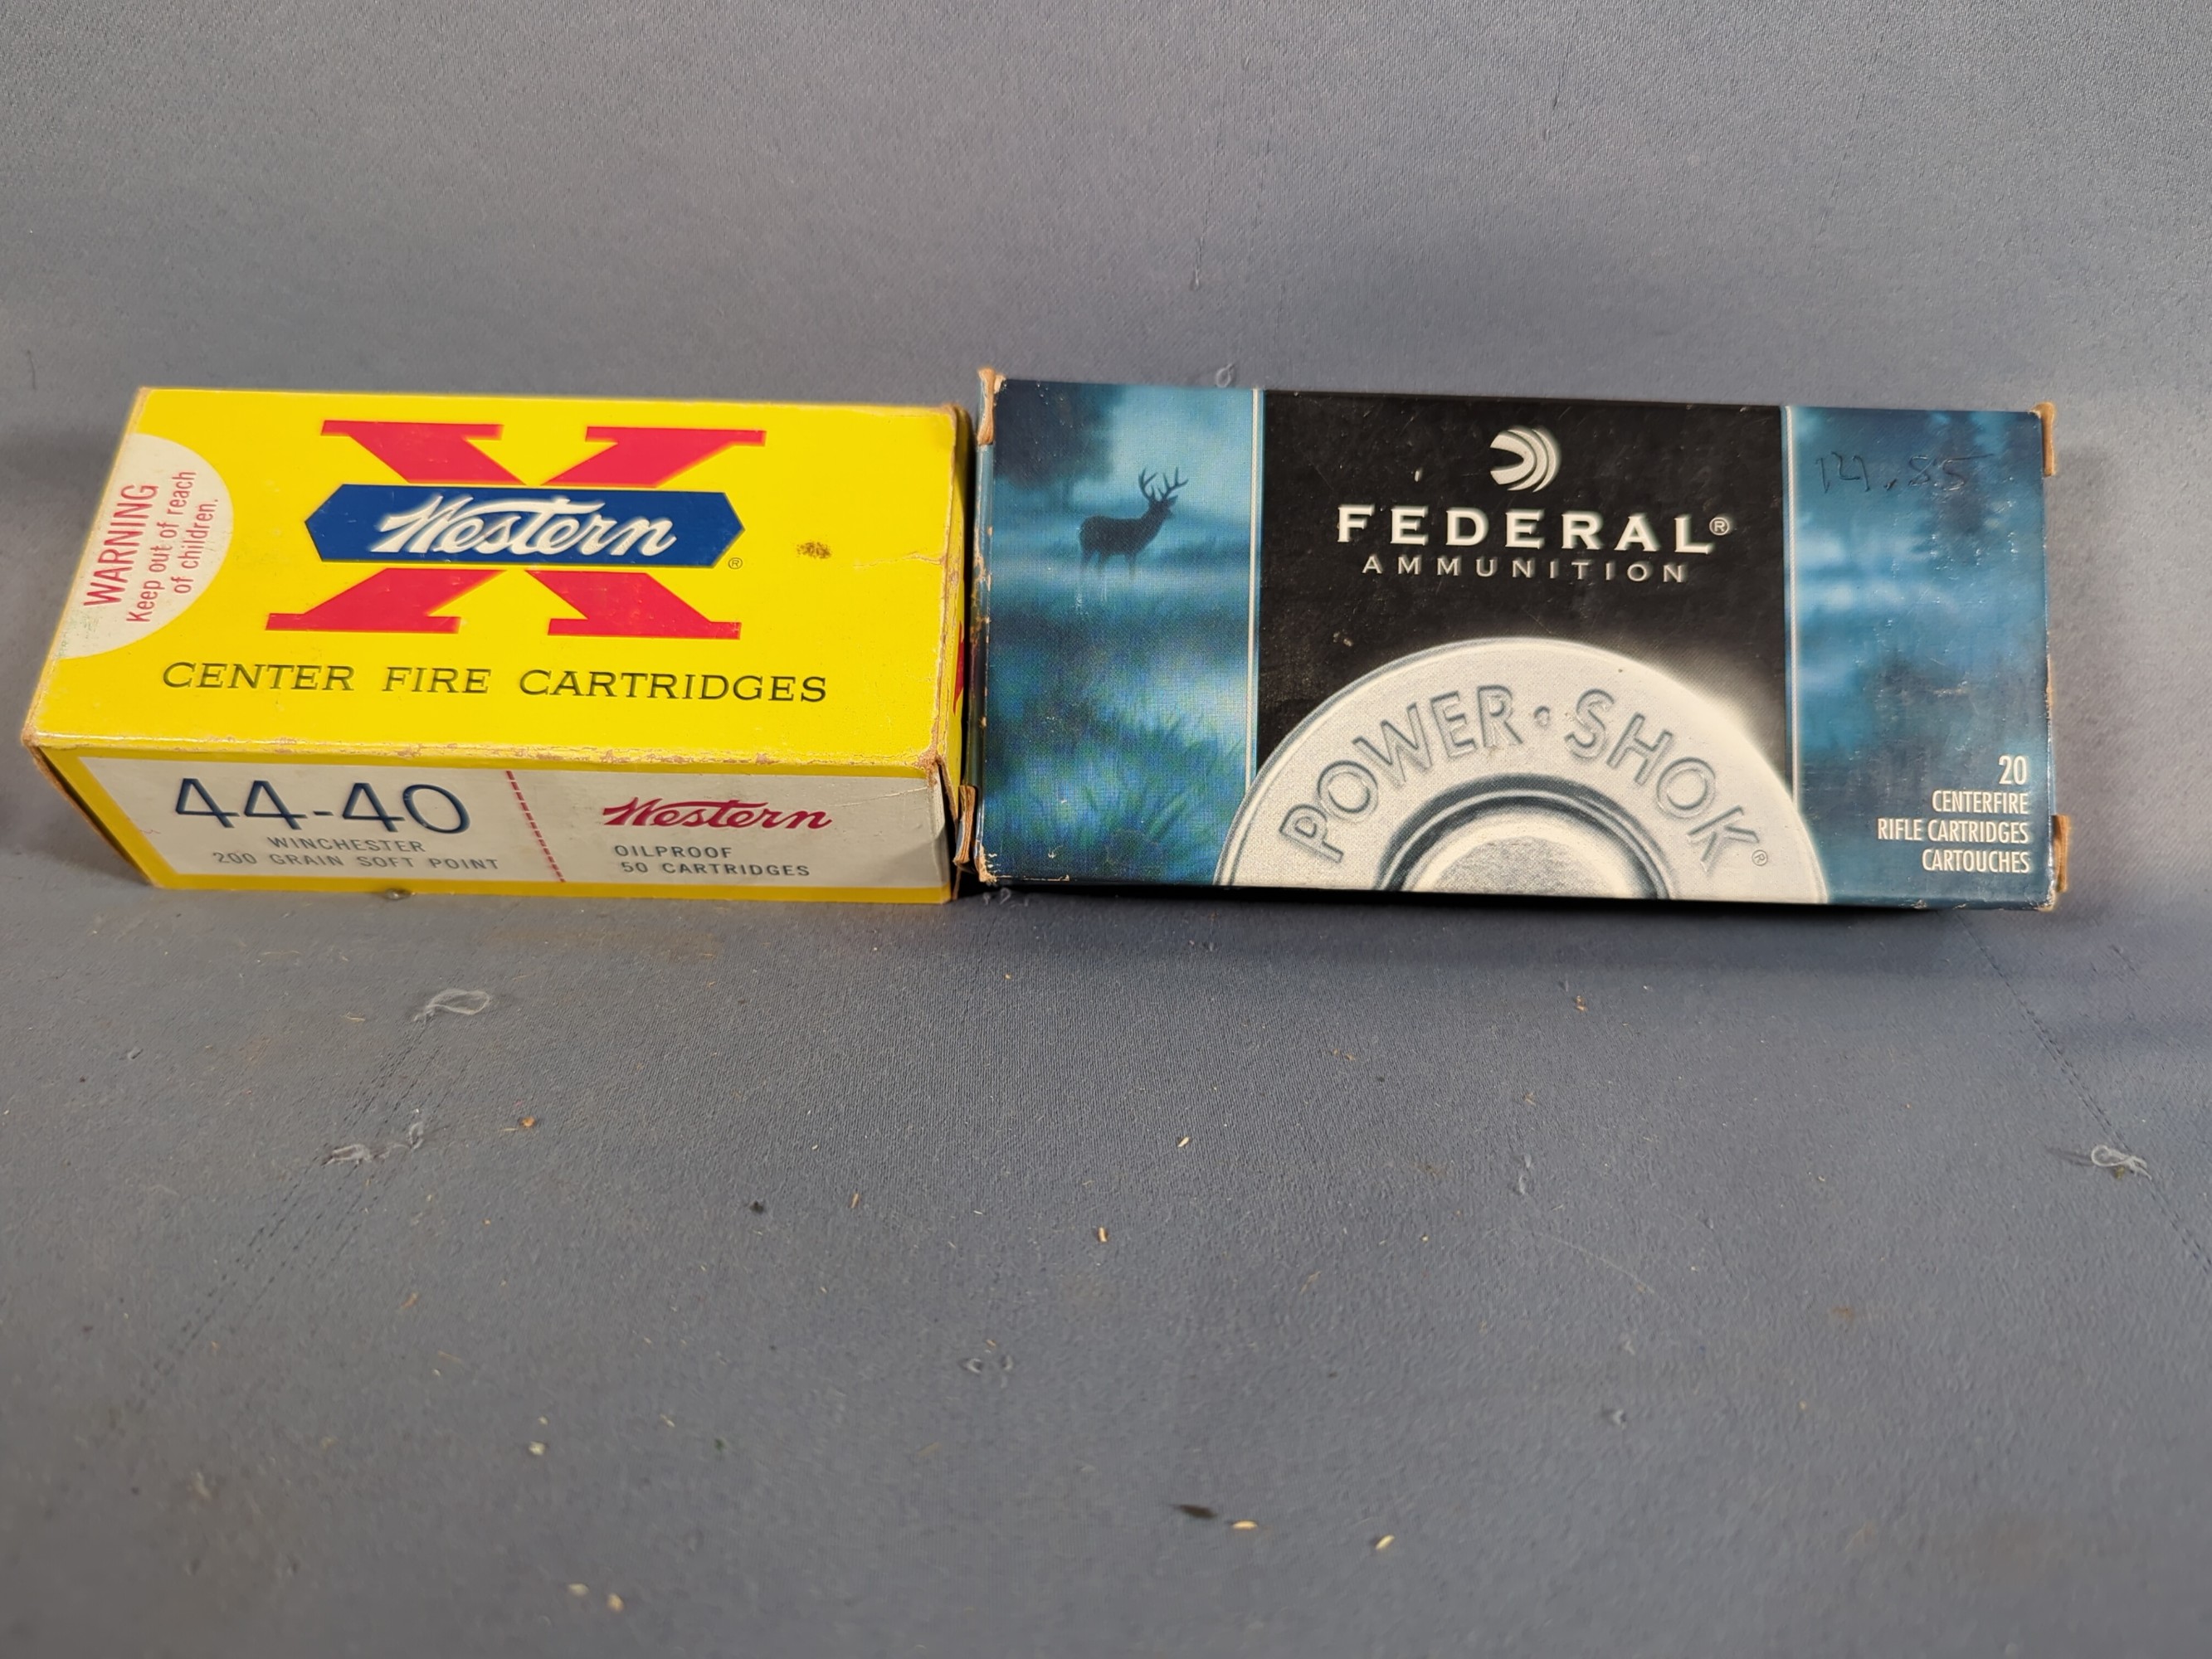 WARNING
Keep out of reach
of children.
X
Western®
CENTER FIRE CARTRIDGES
44-40
WINCHESTER
200 GRAIN SOFT POINT
Western
OILPROOF
50 CARTRIDGES
FEDERAL®
AMMUNITION
POWER·SHOK®
14.85
20
CENTERFIRE
RIFLE CARTRIDGES
CARTOUCHES